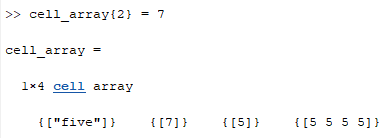 >> cell_array{2} = 7
cell_array =
1×4 cell array
{["five"]} {[7]} {[5]} {[5 5 5 5]}